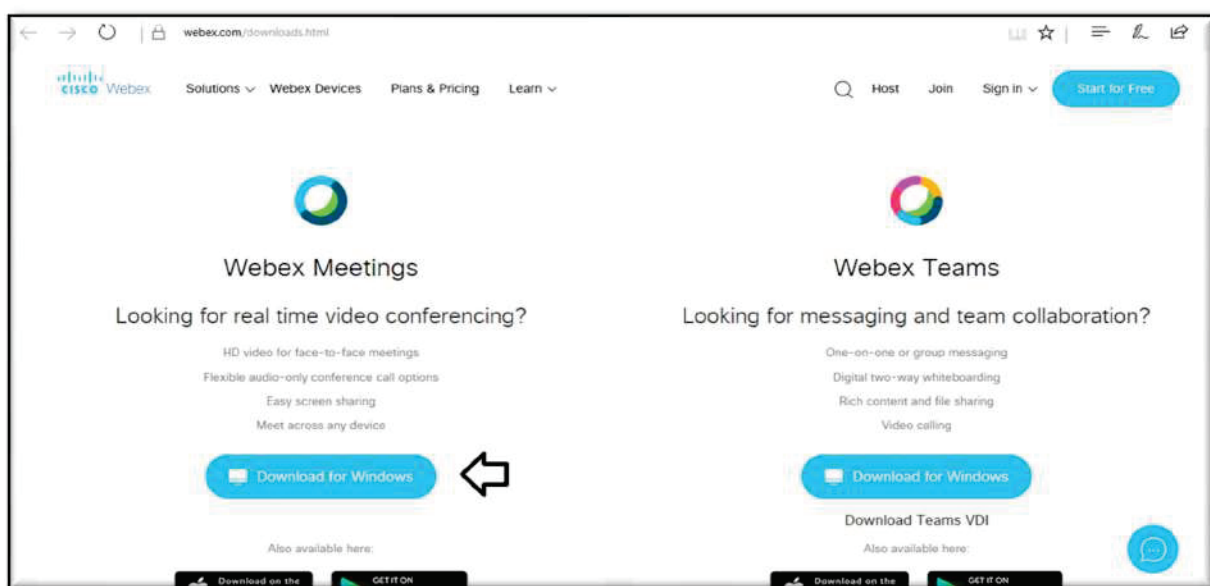 webex.com/downloads.html
CISCO Webex Solutions Webex Devices Plans & Pricing Learn Host Join Sign in Start for Free
Webex Meetings
Looking for real time video conferencing?
HD video for face-to-face meetings
Flexible audio-only conference call options
Easy screen sharing
Meet across any device
Download for Windows
Also available here:
Download on the
GET IT ON
Webex Teams
Looking for messaging and team collaboration?
One-on-one or group messaging
Digital two-way whiteboarding
Rich content and file sharing
Video calling
Download for Windows
Download Teams VDI
Also available here:
Download on the
GET IT ON